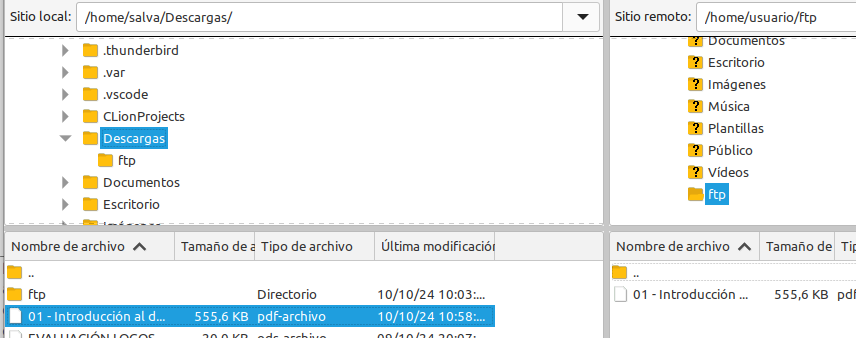 Sitio local: /home/salva/Descargas/
.thunderbird
.var
.vscode
CLionProjects
Descargas
ftp
Documentos
Escritorio
Imágenes
Nombre de archivo Tamaño de a Tipo de archivo Última modificación
..
ftp Directorio 10/10/24 10:03:...
01 - Introducción al d... 555,6 KB pdf-archivo 10/10/24 10:58:...
EVALUACIÓN LOGOS 20,0 KB ods-archivo 09/10/24 20:07:...
Sitio remoto: /home/usuario/ftp
Documentos
Escritorio
Imágenes
Música
Plantillas
Público
Vídeos
ftp
Nombre de archivo Tamaño de Tip
..
01 - Introducción ... 555,6 KB pdf